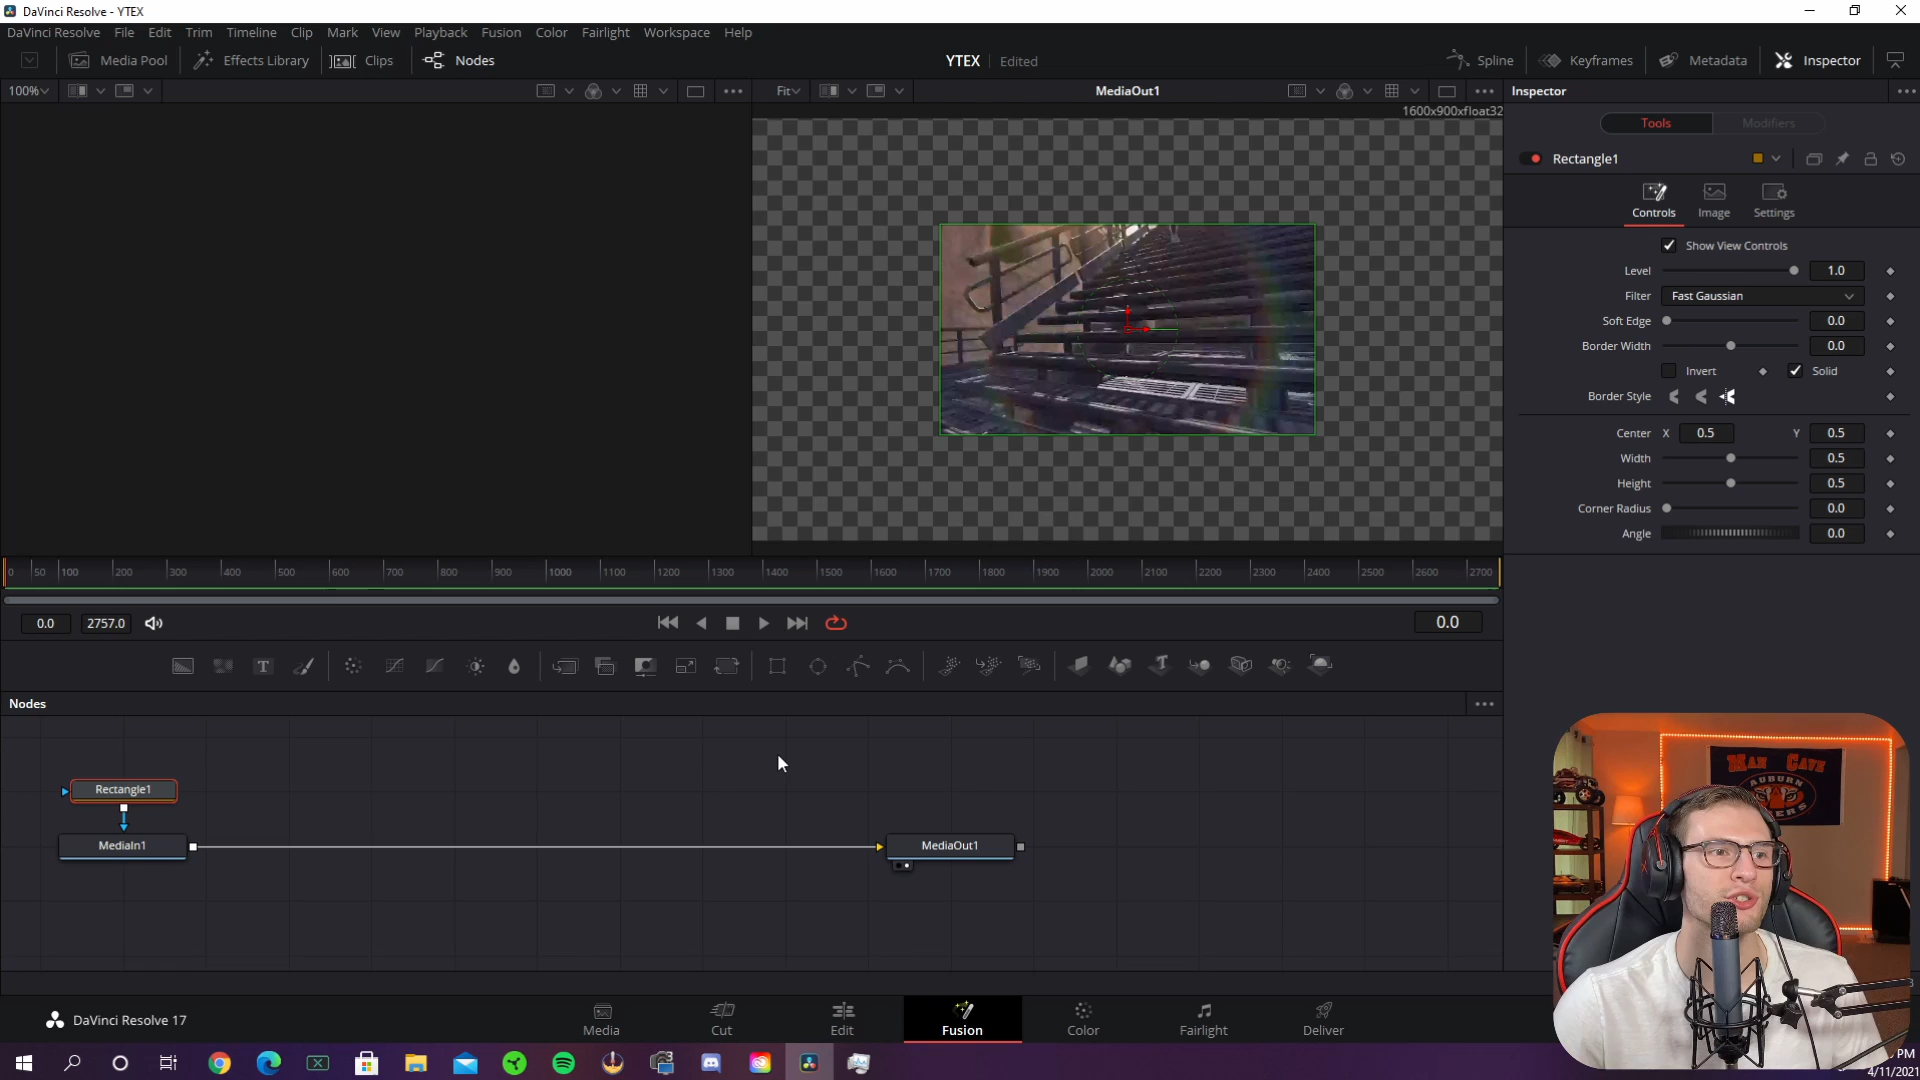 DaVinci Resolve - YTEX
DaVinci Resolve File Edit Trim Timeline Clip Mark View Playback Fusion Color Fairlight Workspace Help
Media Pool Effects Library Clips Nodes YTEX Edited Spline Keyframes Metadata Inspector
100% Fit MediaOut1 Inspector
1600x900xfloat32
Tools Modifiers
Rectangle1
Controls Image Settings
Show View Controls
Level 1.0
Filter Fast Gaussian
Soft Edge 0.0
Border Width 0.0
Invert Solid
Border Style
Center X 0.5 Y 0.5
Width 0.5
Height 0.5
Corner Radius 0.0
Angle 0.0
0 50 100 200 300 400 500 600 700 800 900 1000 1100 1200 1300 1400 1500 1600 1700 1800 1900 2000 2100 2200 2300 2400 2500 2600 2700
0.0 2757.0 0.0
T T
Nodes
Rectangle1
MediaIn1 MediaOut1
MAN CAVE
AUBURN
DaVinci Resolve 17 Media Cut Edit Fusion Color Fairlight Deliver
PM
4/11/2021